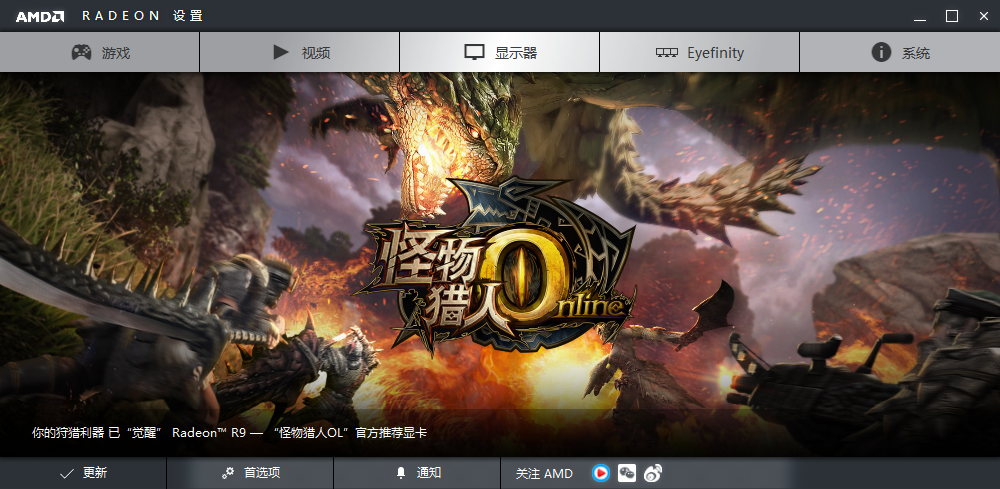 AMD RADEON 设置
游戏
视频
显示器
Eyefinity
系统
怪物
猎人
Online
你的狩猎利器 已“觉醒” Radeon™ R9 — “怪物猎人OL”官方推荐显卡
更新
首选项
通知
关注 AMD